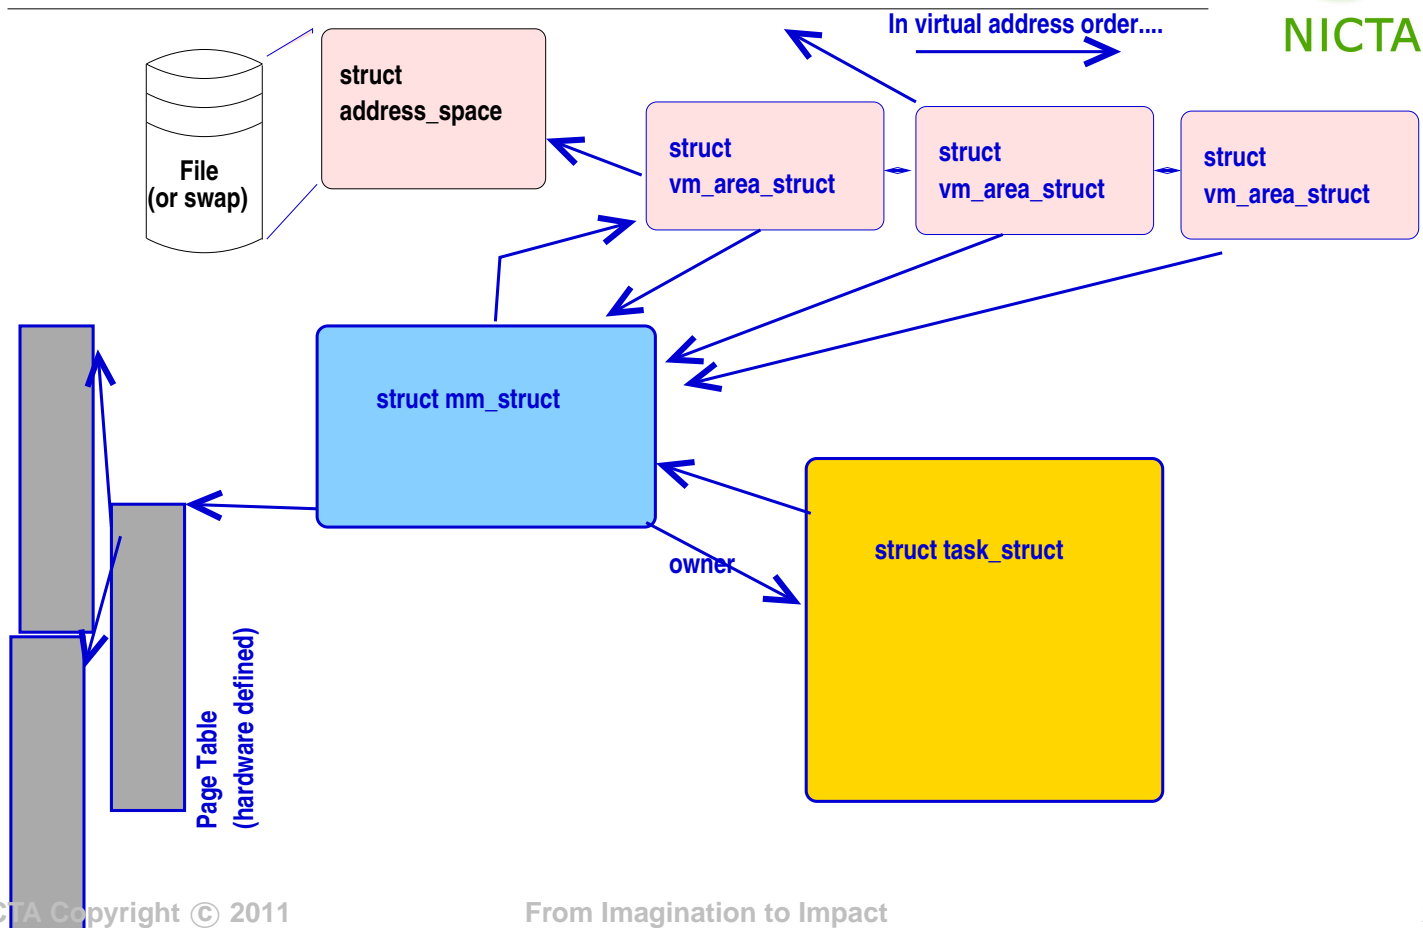 In virtual address order....
NICTA
struct
address_space
File
(or swap)
struct
vm_area_struct
struct
vm_area_struct
struct
vm_area_struct
struct mm_struct
owner
struct task_struct
Page Table
(hardware defined)
CTA Copyright © 2011
From Imagination to Impact